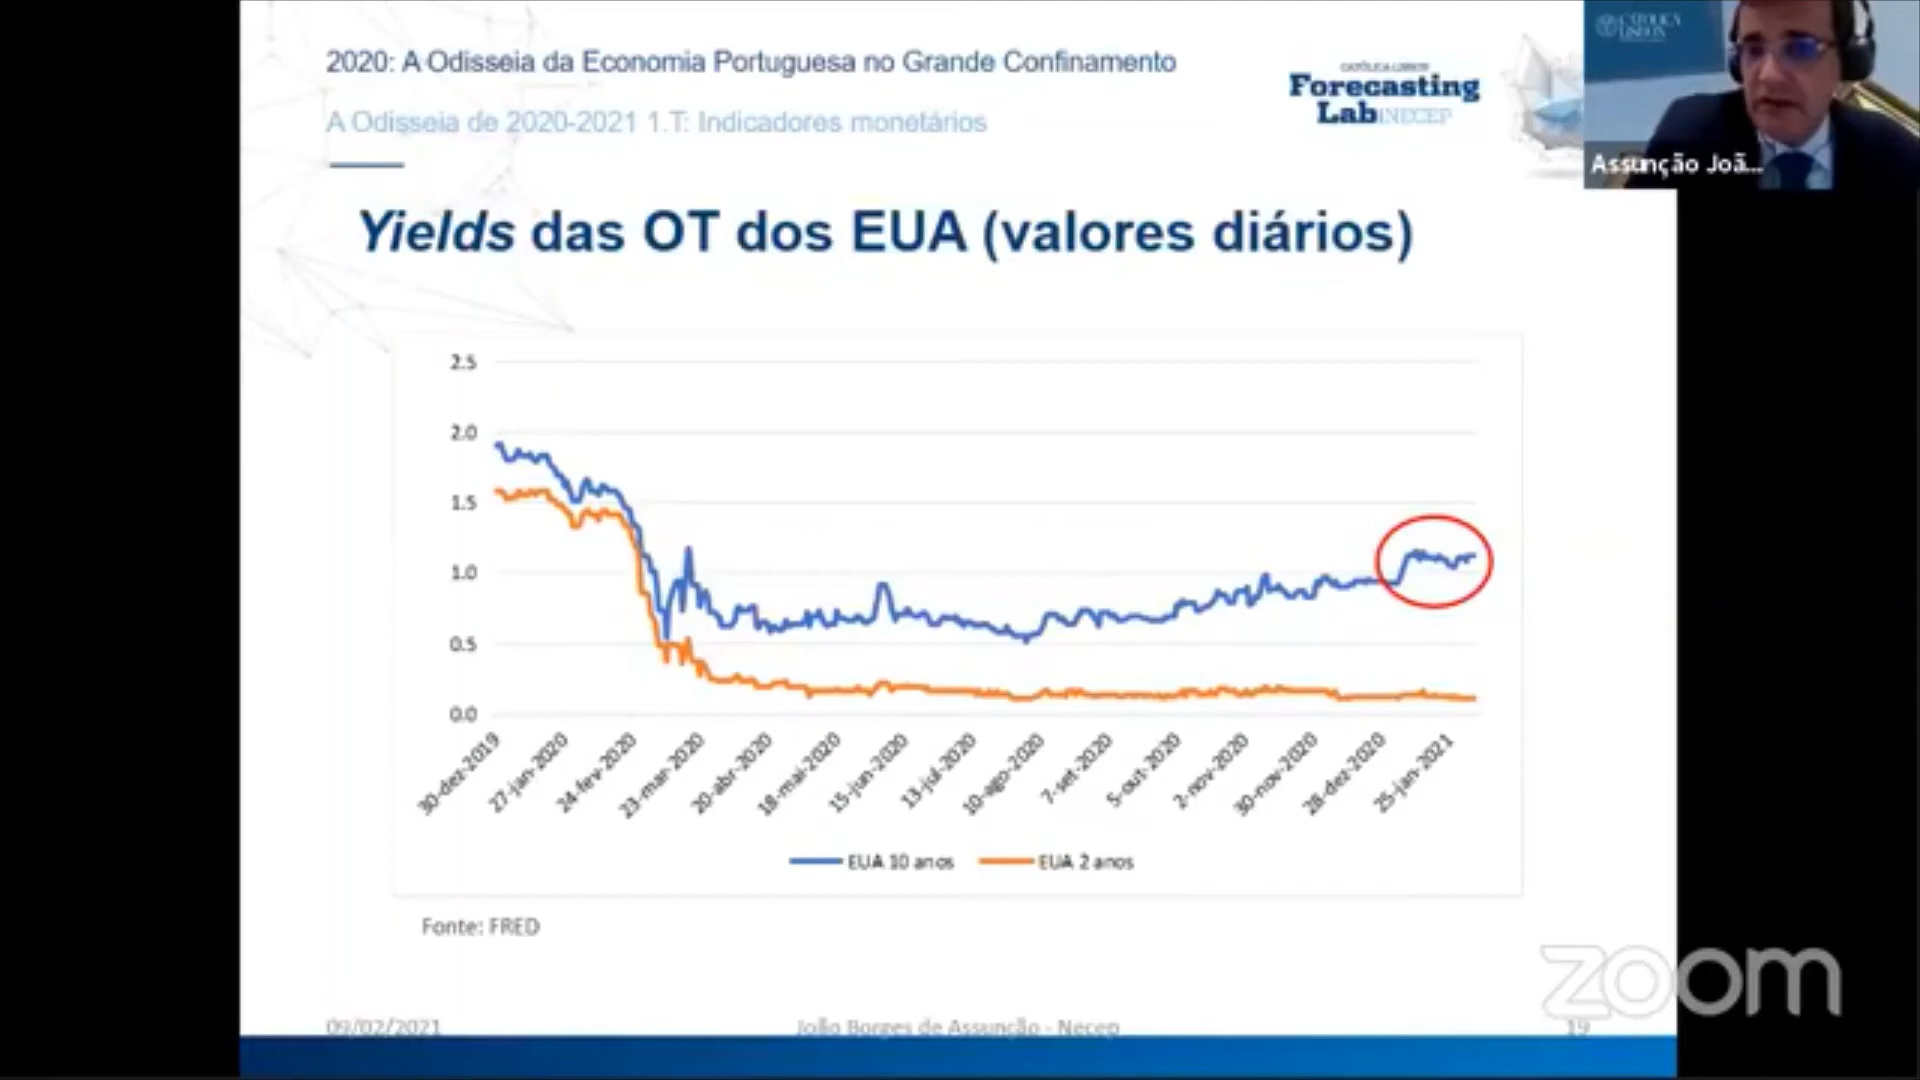 2020: A Odisseia da Economia Portuguesa no Grande Confinamento
A Odisseia de 2020-2021 1.T: Indicadores monetários
CATÓLICA-LISBON
Forecasting
Lab NECEP
CATÓLICA
LISBON
Assunção Joã...
Yields das OT dos EUA (valores diários)
2.5
2.0
1.5
1.0
0.5
0.0
30-dez-2019
27-jan-2020
24-fev-2020
23-mar-2020
20-abr-2020
18-mai-2020
15-jun-2020
13-jul-2020
10-ago-2020
7-set-2020
5-out-2020
2-nov-2020
30-nov-2020
28-dez-2020
25-jan-2021
EUA 10 anos
EUA 2 anos
Fonte: FRED
zoom
09/02/2021
João Borges de Assunção - Necep
19